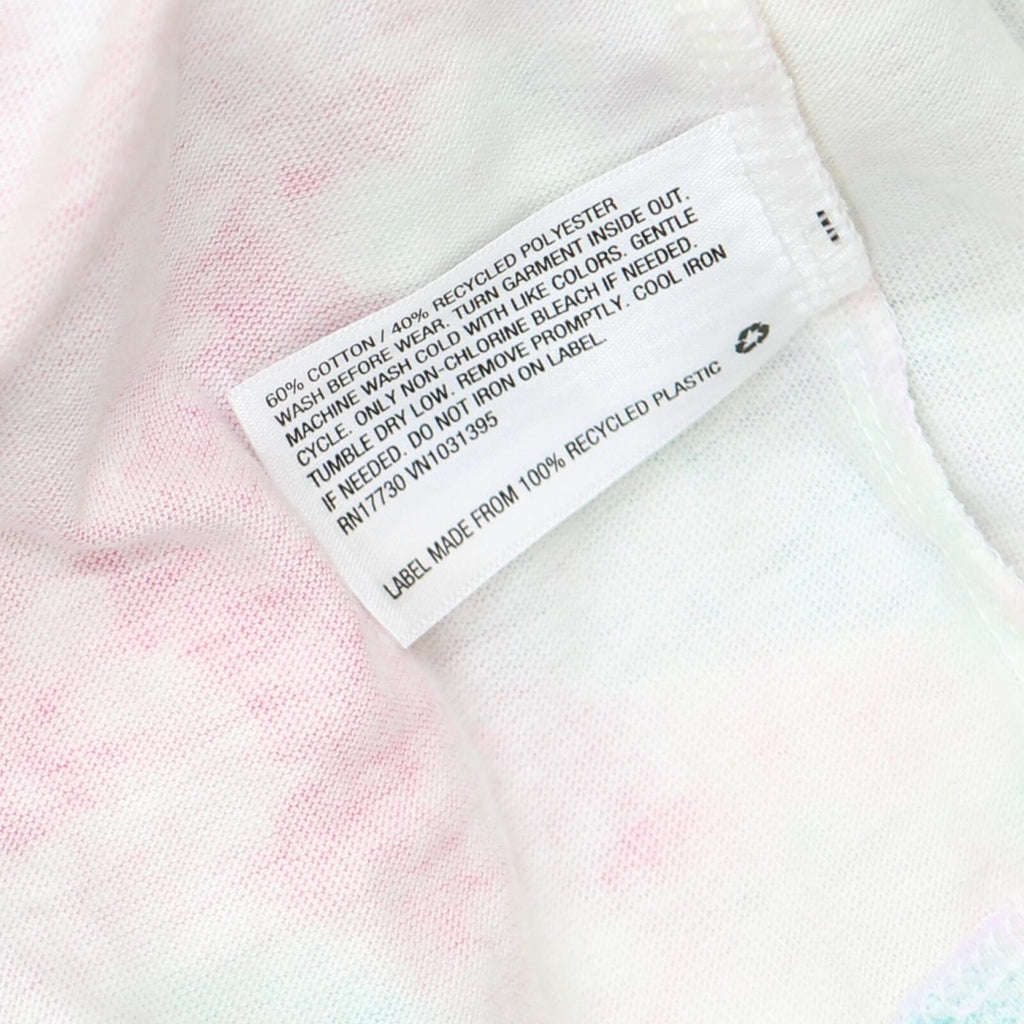 60% COTTON / 40% RECYCLED POLYESTER
WASH BEFORE WEAR. TURN GARMENT INSIDE OUT.
MACHINE WASH COLD WITH LIKE COLORS. GENTLE
CYCLE. ONLY NON-CHLORINE BLEACH IF NEEDED.
TUMBLE DRY LOW. REMOVE PROMPTLY. COOL IRON
IF NEEDED. DO NOT IRON ON LABEL.
RN17730 VN1031395
LABEL MADE FROM 100% RECYCLED PLASTIC